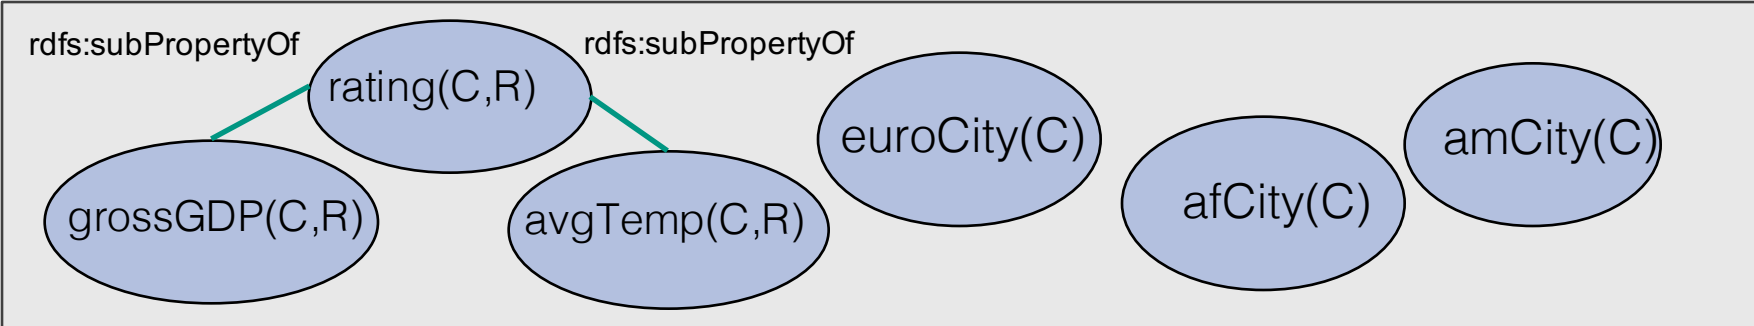 rdfs:subPropertyOf
rating(C,R)
rdfs:subPropertyOf
grossGDP(C,R)
avgTemp(C,R)
euroCity(C)
afCity(C)
amCity(C)